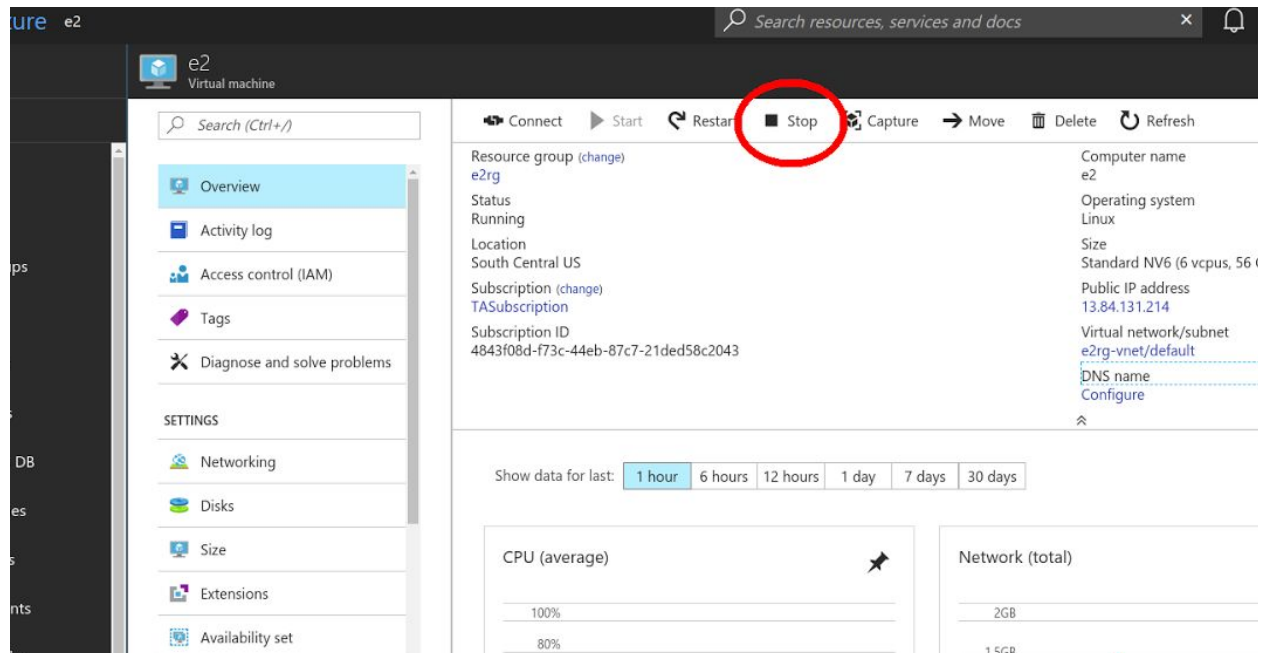 ure e2
Search resources, services and docs
e2
Virtual machine
Search (Ctrl+/)
Connect Start Restart Stop Capture Move Delete Refresh
Overview
Activity log
Access control (IAM)
Tags
Diagnose and solve problems
SETTINGS
Networking
Disks
Size
Extensions
Availability set
ups
s
DB
es
s
nts
Resource group (change)
e2rg
Status
Running
Location
South Central US
Subscription (change)
TASubscription
Subscription ID
4843f08d-f73c-44eb-87c7-21ded58c2043
Computer name
e2
Operating system
Linux
Size
Standard NV6 (6 vcpus, 56
Public IP address
13.84.131.214
Virtual network/subnet
e2rg-vnet/default
DNS name
Configure
Show data for last: 1 hour 6 hours 12 hours 1 day 7 days 30 days
CPU (average)
100%
80%
Network (total)
2GB
1.5GB